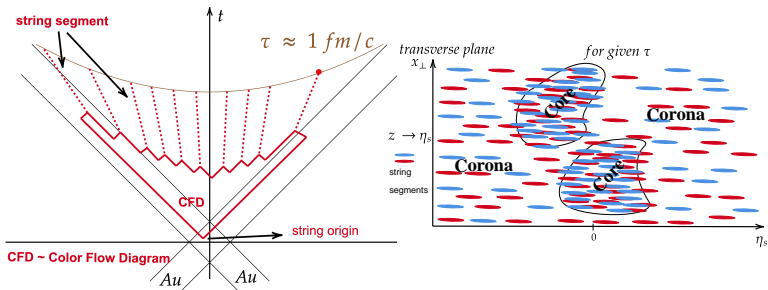 string segment
t
τ ≈ 1 fm/c
CFD
string origin
CFD ~ Color Flow Diagram
Au
Au
transverse plane
x⊥
for given τ
Core
Corona
z → ηs
string
segments
Corona
Core
0
ηs